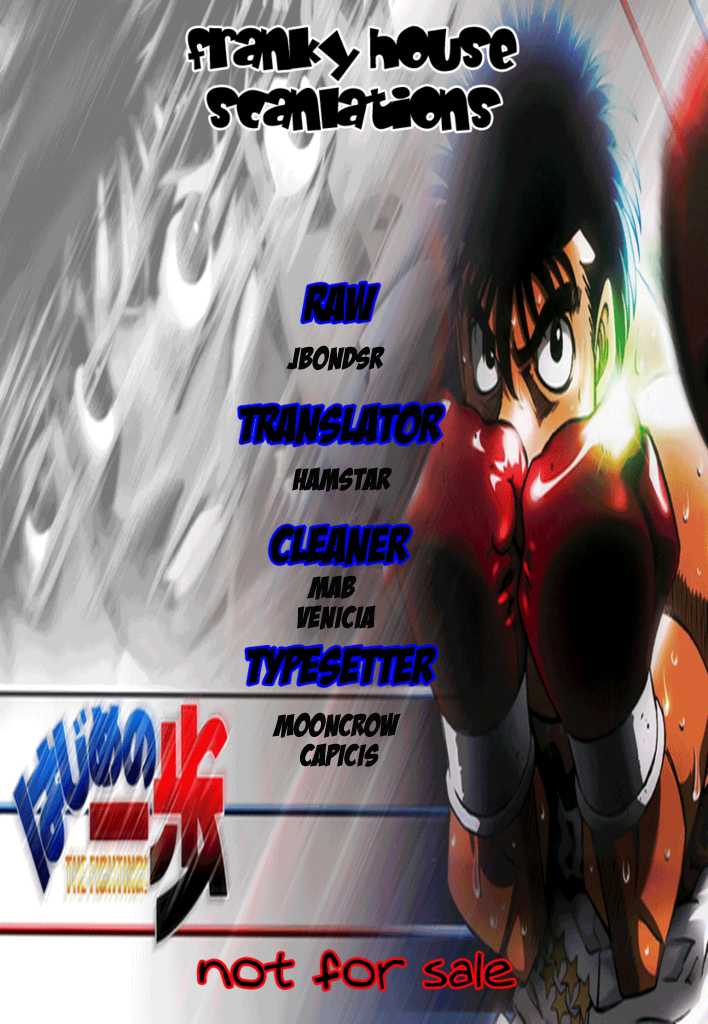 franky house
scanlations
RAW
JBONDSR
TRANSLATOR
HAMSTAR
CLEANER
MAB
VENICIA
TYPESETTER
MOONCROW
CAPICIS
はじめの一歩
THE FIGHTING!
not for sale